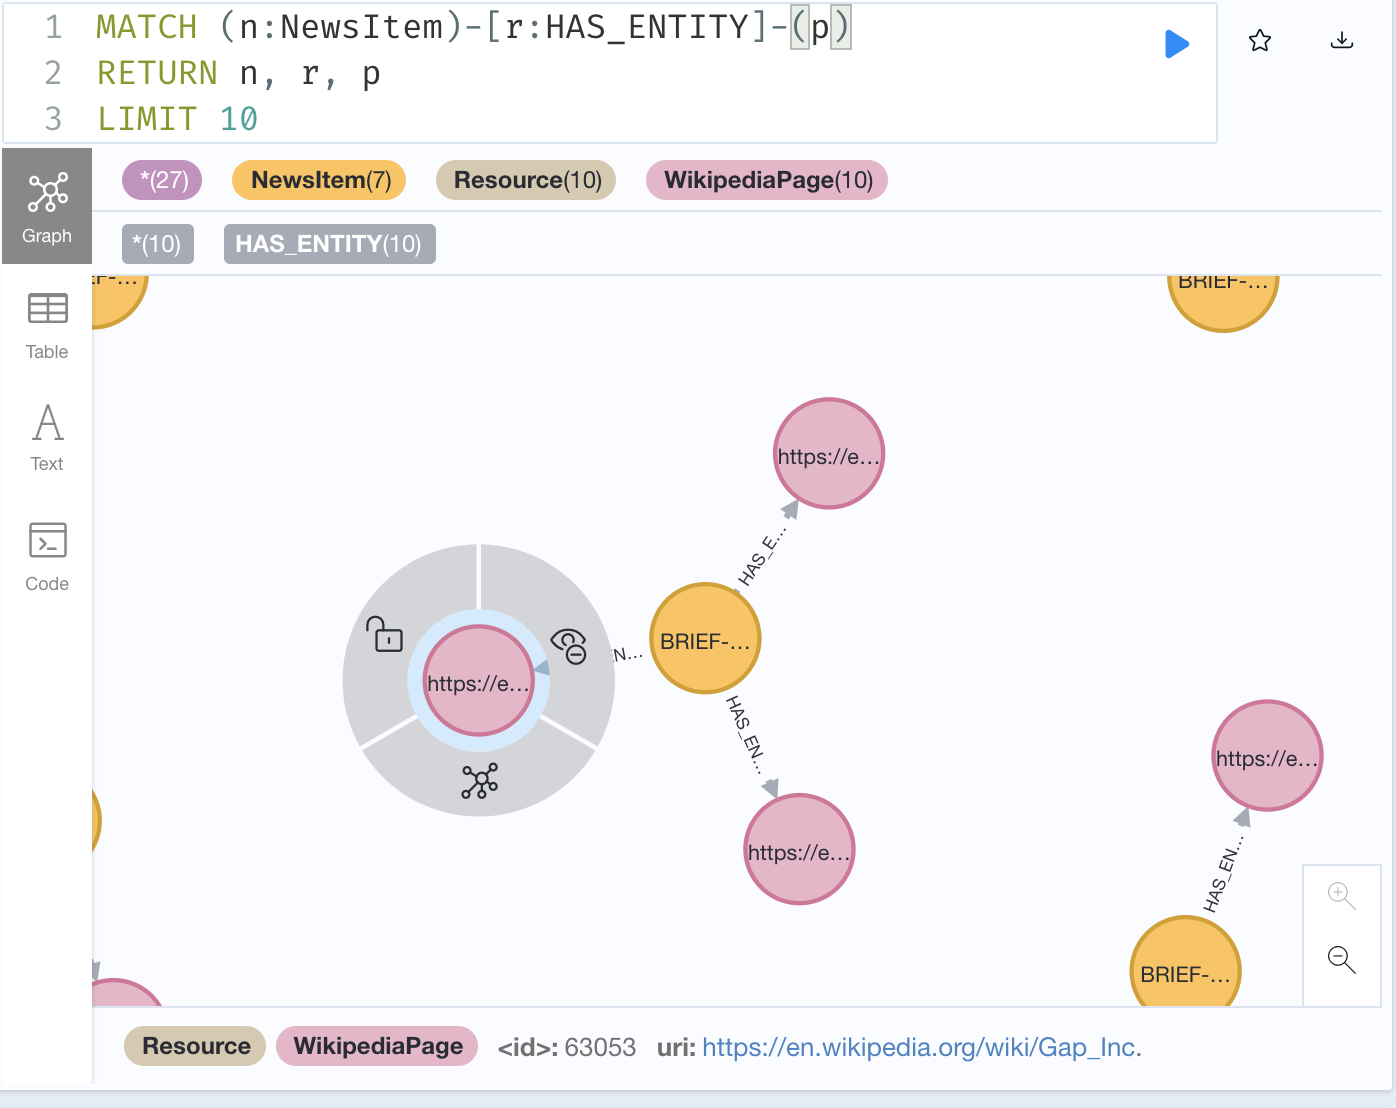 1 MATCH (n:NewsItem)-[r:HAS_ENTITY]-(p)
2 RETURN n, r, p
3 LIMIT 10
*(27) NewsItem(7) Resource(10) WikipediaPage(10)
Graph
*(10) HAS_ENTITY(10)
EF-...
BRIEF-...
Table
https://e...
Text
HAS_E...
Code
BRIEF-...
N...
https://e...
HAS_EN...
https://e...
https://e...
HAS_EN...
BRIEF-...
Resource WikipediaPage <id>: 63053 uri: https://en.wikipedia.org/wiki/Gap_Inc.